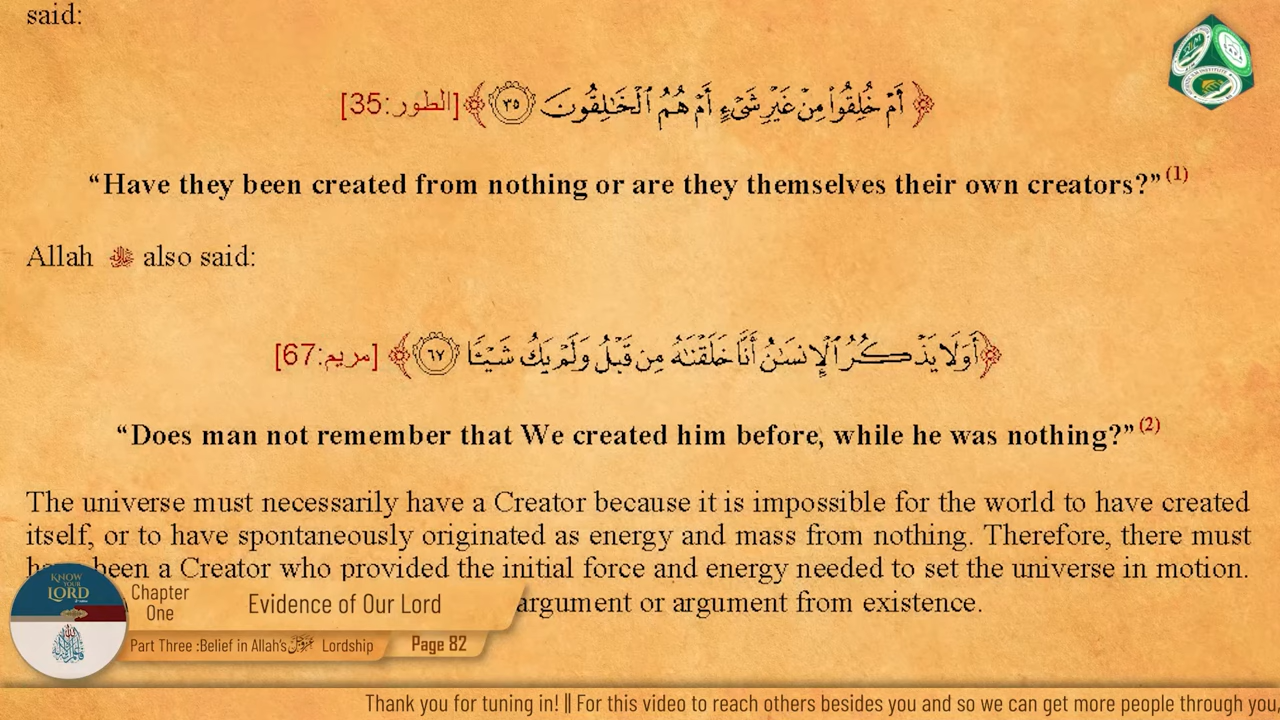 said:
﴿أَمْ خُلِقُوا۟ مِنْ غَيْرِ شَىْءٍ أَمْ هُمُ ٱلْخَـٰلِقُونَ ٣٥﴾ [الطور:35]
“Have they been created from nothing or are they themselves their own creators?” (1)
Allah ﷻ also said:
﴿أَوَلَا يَذْكُرُ ٱلْإِنسَـٰنُ أَنَّا خَلَقْنَـٰهُ مِن قَبْلُ وَلَمْ يَكُ شَيْـًٔا ٦٧﴾ [مريم:67]
“Does man not remember that We created him before, while he was nothing?” (2)
The universe must necessarily have a Creator because it is impossible for the world to have created
itself, or to have spontaneously originated as energy and mass from nothing. Therefore, there must
been a Creator who provided the initial force and energy needed to set the universe in motion.
argument or argument from existence.
KNOW
YOUR
LORD
Chapter
One
Evidence of Our Lord
Part Three :Belief in Allah's Lordship
Page 82
Thank you for tuning in! || For this video to reach others besides you and so we can get more people through you,